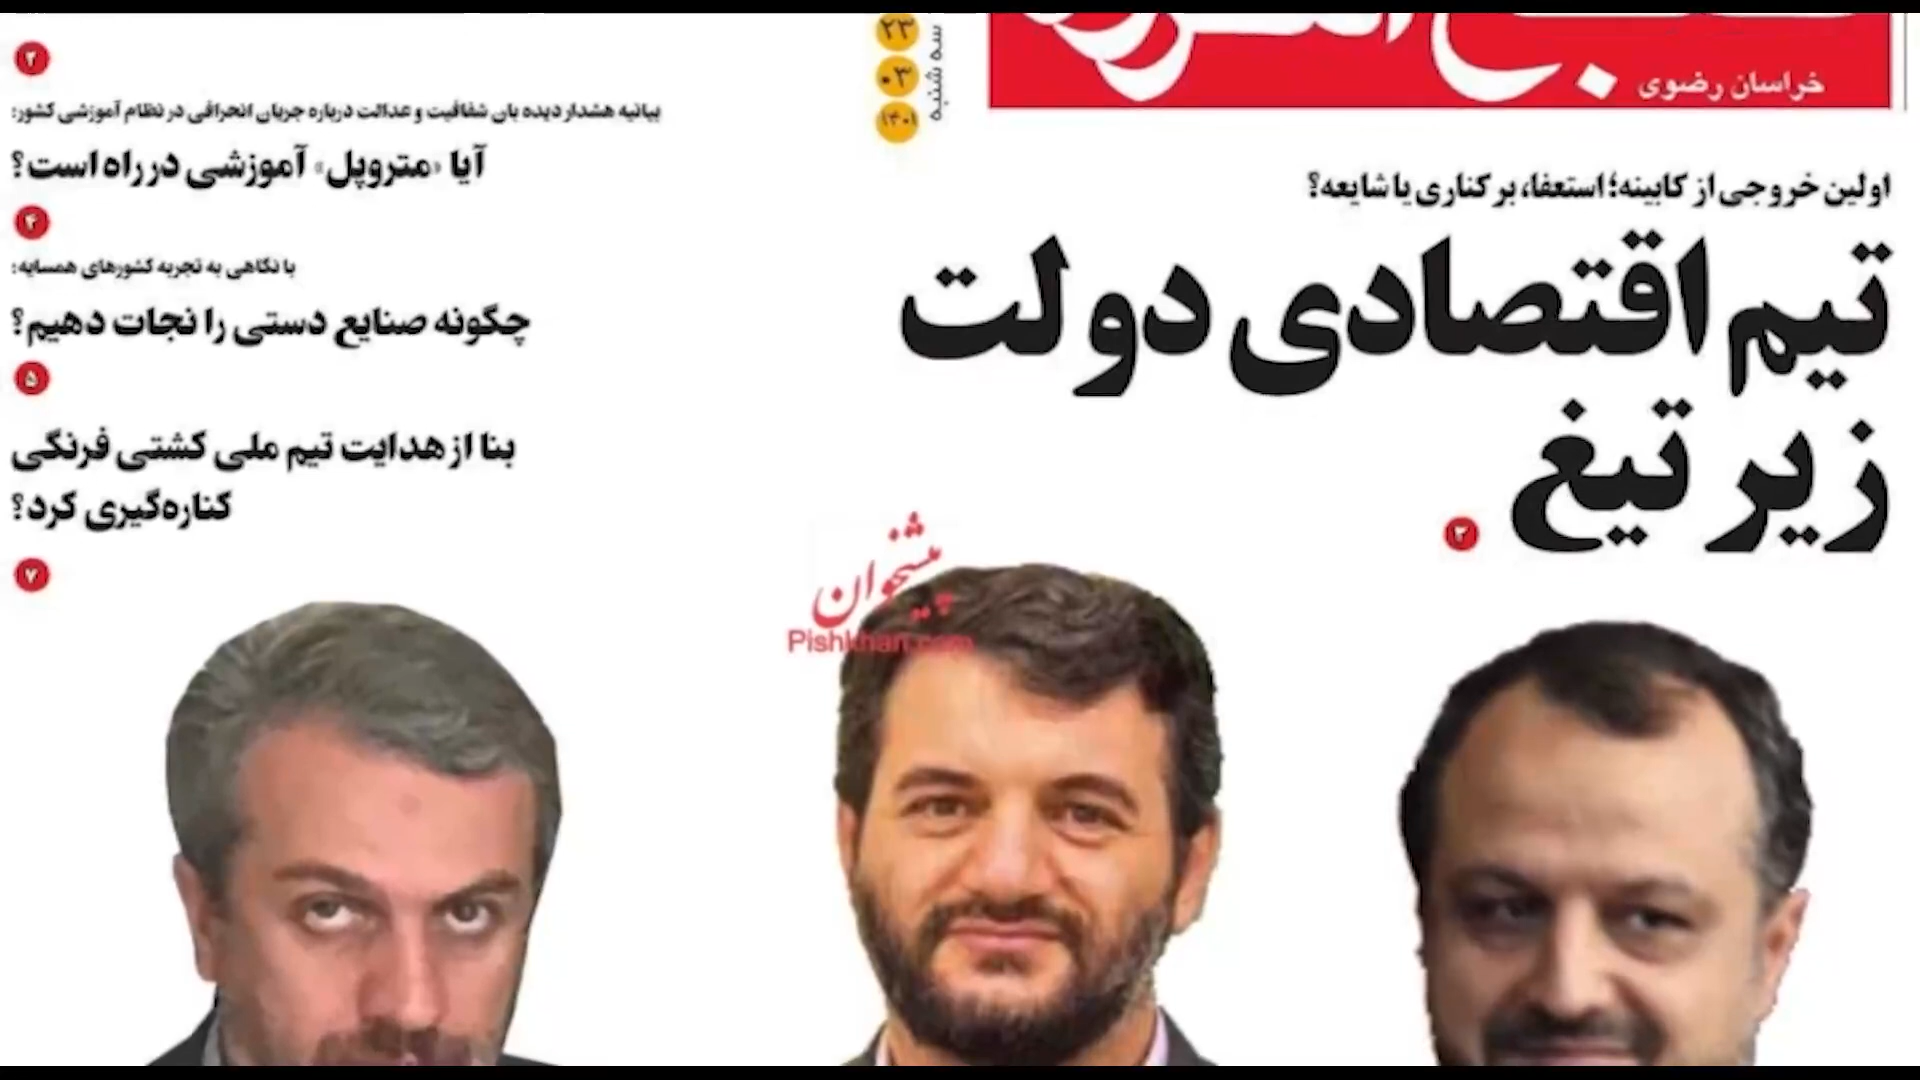 خراسان رضوی
سه شنبه
۲۳
۰۳
۱۴۰۱
اولین خروجی از کابینه؛ استعفا، برکناری یا شایعه؟
تیم اقتصادی دولت
زیر تیغ
۳
۲
بیانیه هشدار دیده بان شفافیت و عدالت درباره جریان انحرافی در نظام آموزشی کشور:
آیا «متروپل» آموزشی در راه است؟
۴
با نگاهی به تجربه کشورهای همسایه:
چگونه صنایع دستی را نجات دهیم؟
۵
بنا از هدایت تیم ملی کشتی فرنگی
کناره‌گیری کرد؟
۷
پیشخوان
Pishkhan.com